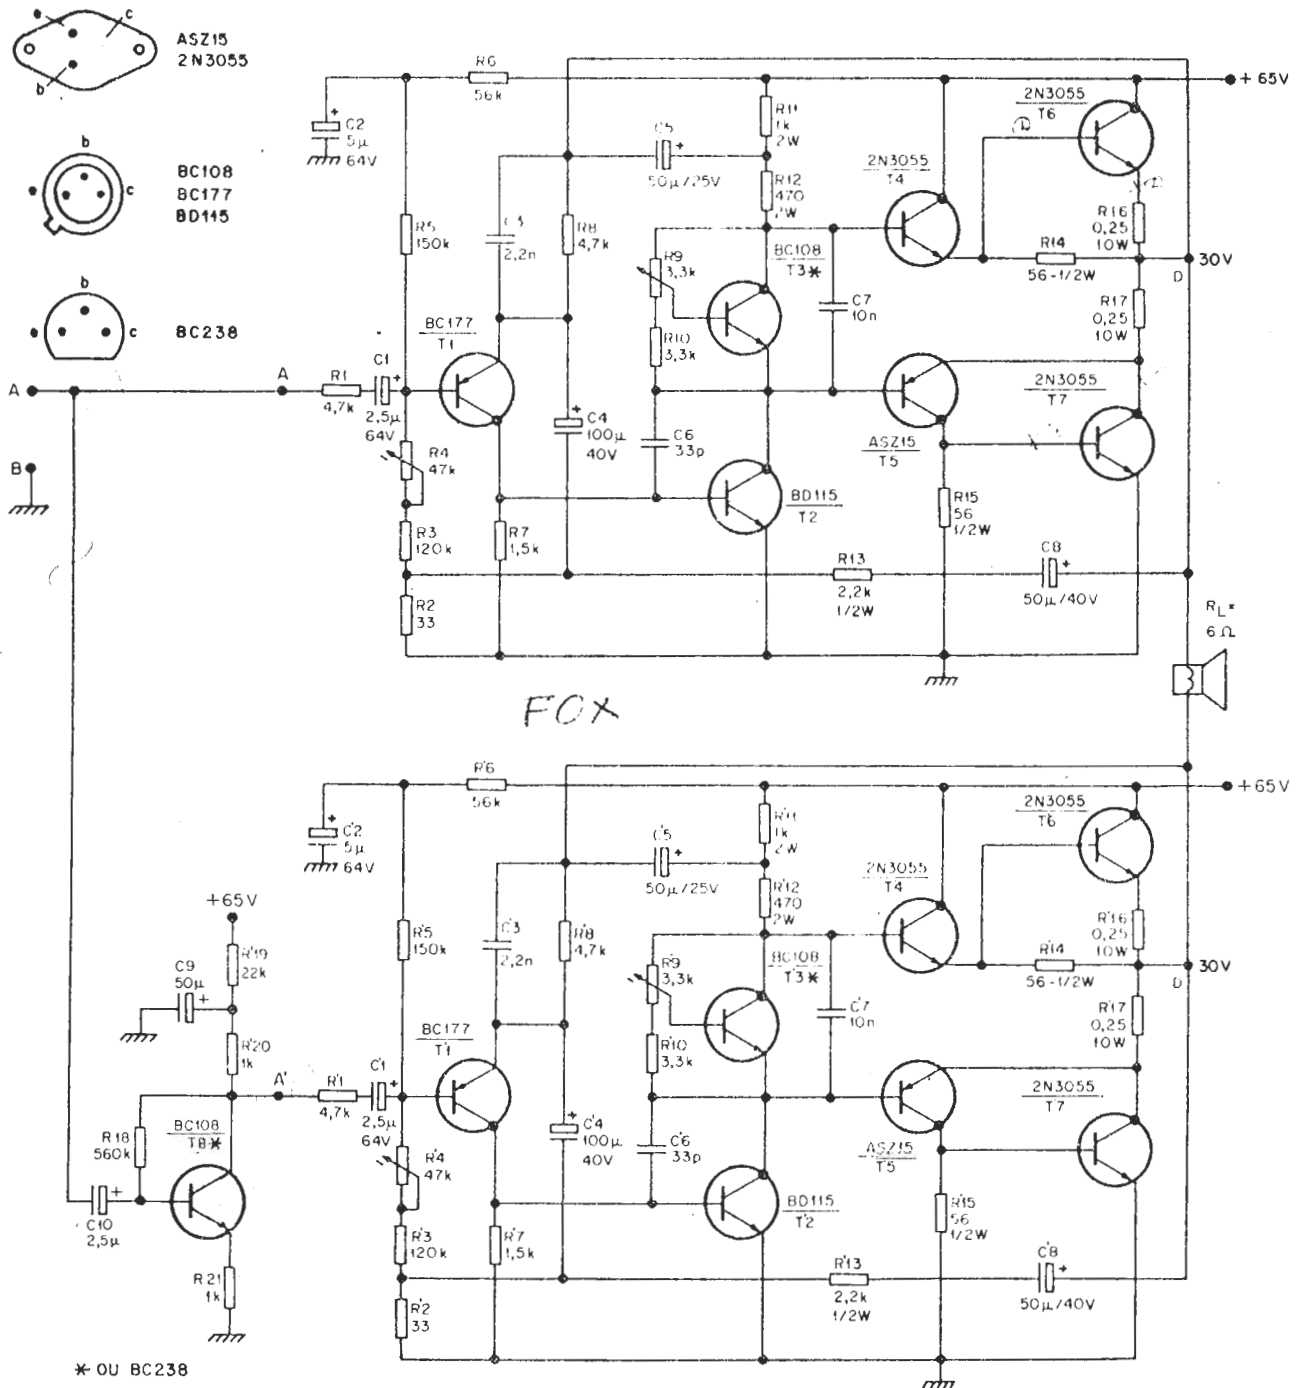 e
c
b
ASZ15
2N3055
b
e
c
BC108
BC177
BD115
b
e
c
BC238
R6
56k
+65V
C2
5µ
64V
R5
150k
C3
2,2n
R8
4,7k
C5
50µ/25V
R11
1k
2W
R12
470
2W
2N3055
T4
2N3055
T6
R16
0,25
10W
R14
56-1/2W
30V
D
R17
0,25
10W
R9
3,3k
BC108
T3*
R10
3,3k
C7
10n
A
A
R1
4,7k
C1
2,5µ
64V
BC177
T1
R4
47k
C4
100µ
40V
C6
33p
ASZ15
T5
2N3055
T7
B
BD115
T2
R15
56
1/2W
R3
120k
R7
1,5k
R13
2,2k
1/2W
C8
50µ/40V
R2
33
RL*
6Ω
FOX
R'6
56k
+65V
C'2
5µ
64V
R'5
150k
C'3
2,2n
R'8
4,7k
C'5
50µ/25V
R'11
1k
2W
R'12
470
2W
2N3055
T'4
2N3055
T'6
R'16
0,25
10W
R'14
56-1/2W
30V
D
R'17
0,25
10W
+65V
R'19
22k
C9
50µ
R'20
1k
R'9
3,3k
BC108
T'3*
R'10
3,3k
C'7
10n
A'
R'1
4,7k
C'1
2,5µ
64V
BC177
T'1
R'4
47k
C'4
100µ
40V
C'6
33p
ASZ15
T'5
2N3055
T'7
R18
560k
BC108
T8*
C10
2,5µ
R21
1k
BD115
T'2
R'15
56
1/2W
R'3
120k
R'7
1,5k
R'13
2,2k
1/2W
C'8
50µ/40V
R'2
33
* OU BC238